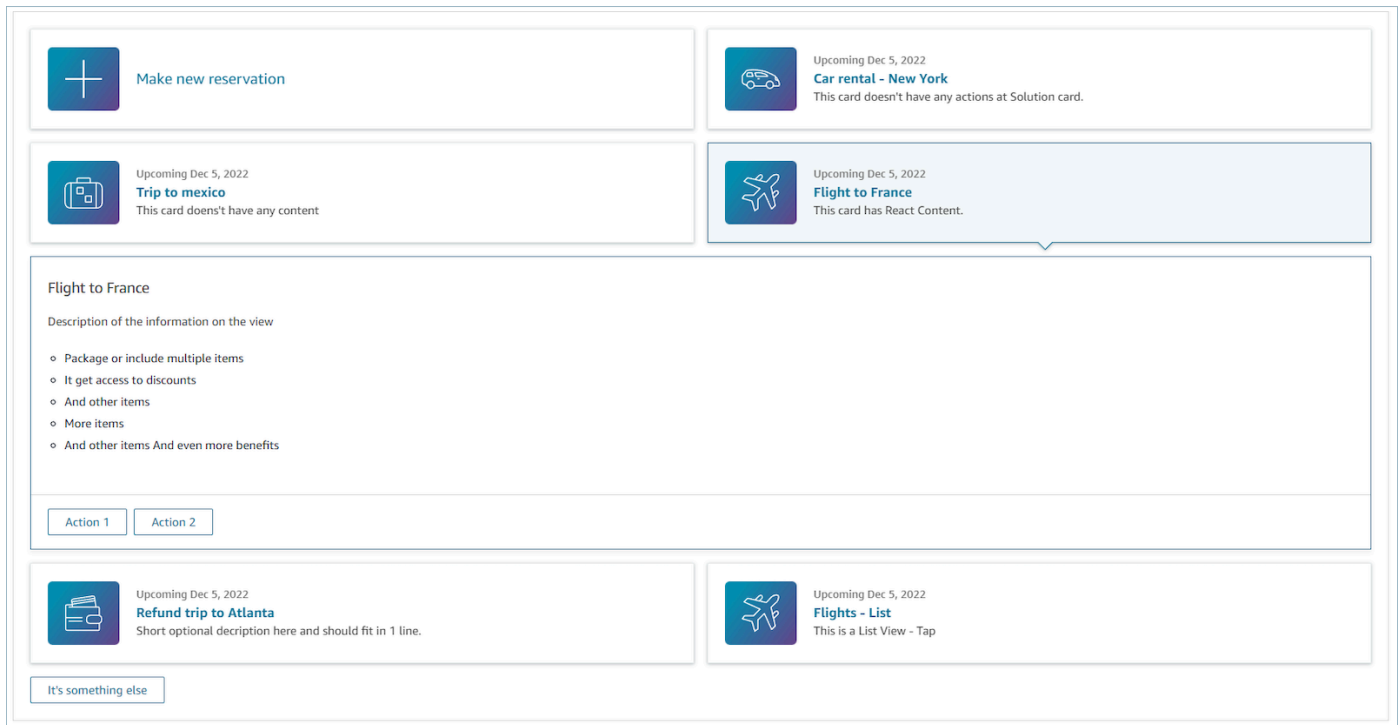 Make new reservation
Upcoming Dec 5, 2022
Car rental - New York
This card doesn't have any actions at Solution card.
Upcoming Dec 5, 2022
Trip to mexico
This card doens't have any content
Upcoming Dec 5, 2022
Flight to France
This card has React Content.
Flight to France
Description of the information on the view
Package or include multiple items
It get access to discounts
And other items
More items
And other items And even more benefits
Action 1
Action 2
Upcoming Dec 5, 2022
Refund trip to Atlanta
Short optional decription here and should fit in 1 line.
Upcoming Dec 5, 2022
Flights - List
This is a List View - Tap
It's something else